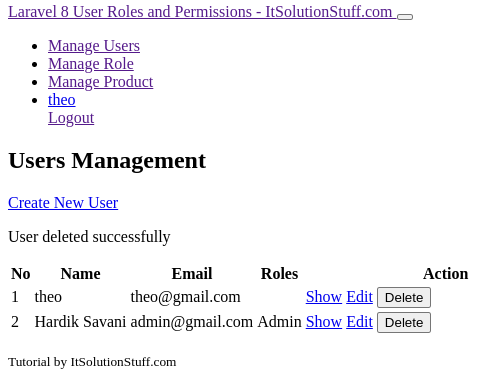 Laravel 8 User Roles and Permissions - ItSolutionStuff.com
Manage Users
Manage Role
Manage Product
theo
Logout
Users Management
Create New User
User deleted successfully
No Name Email Roles Action
1 theo theo@gmail.com Show Edit Delete
2 Hardik Savani admin@gmail.com Admin Show Edit Delete
Tutorial by ItSolutionStuff.com